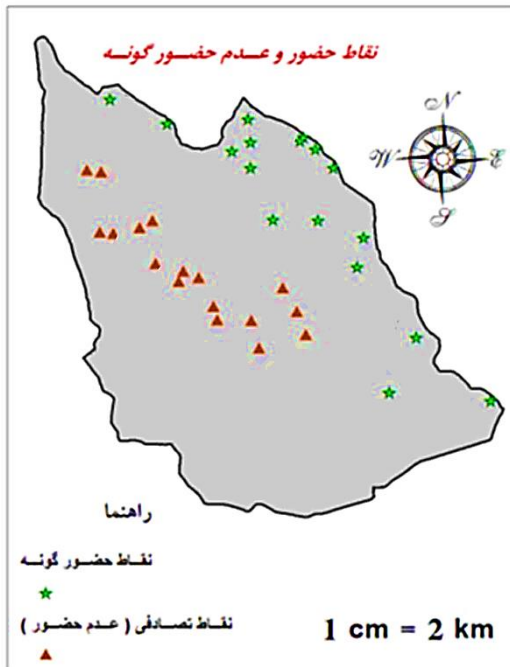 نقاط حضور و عدم حضور گونه
N
W
E
S
راهنما
نقاط حضور گونه
نقاط تصادفی ( عدم حضور )
1 cm = 2 km